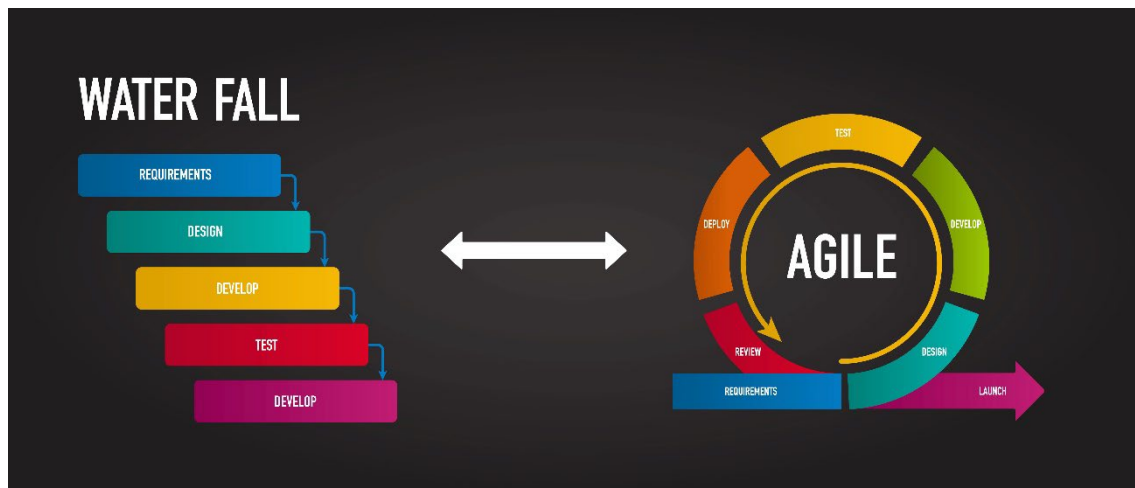 WATER FALL
REQUIREMENTS
DESIGN
DEVELOP
TEST
DEVELOP
TEST
DEPLOY
DEVELOP
AGILE
REVIEW
DESIGN
REQUIREMENTS
LAUNCH